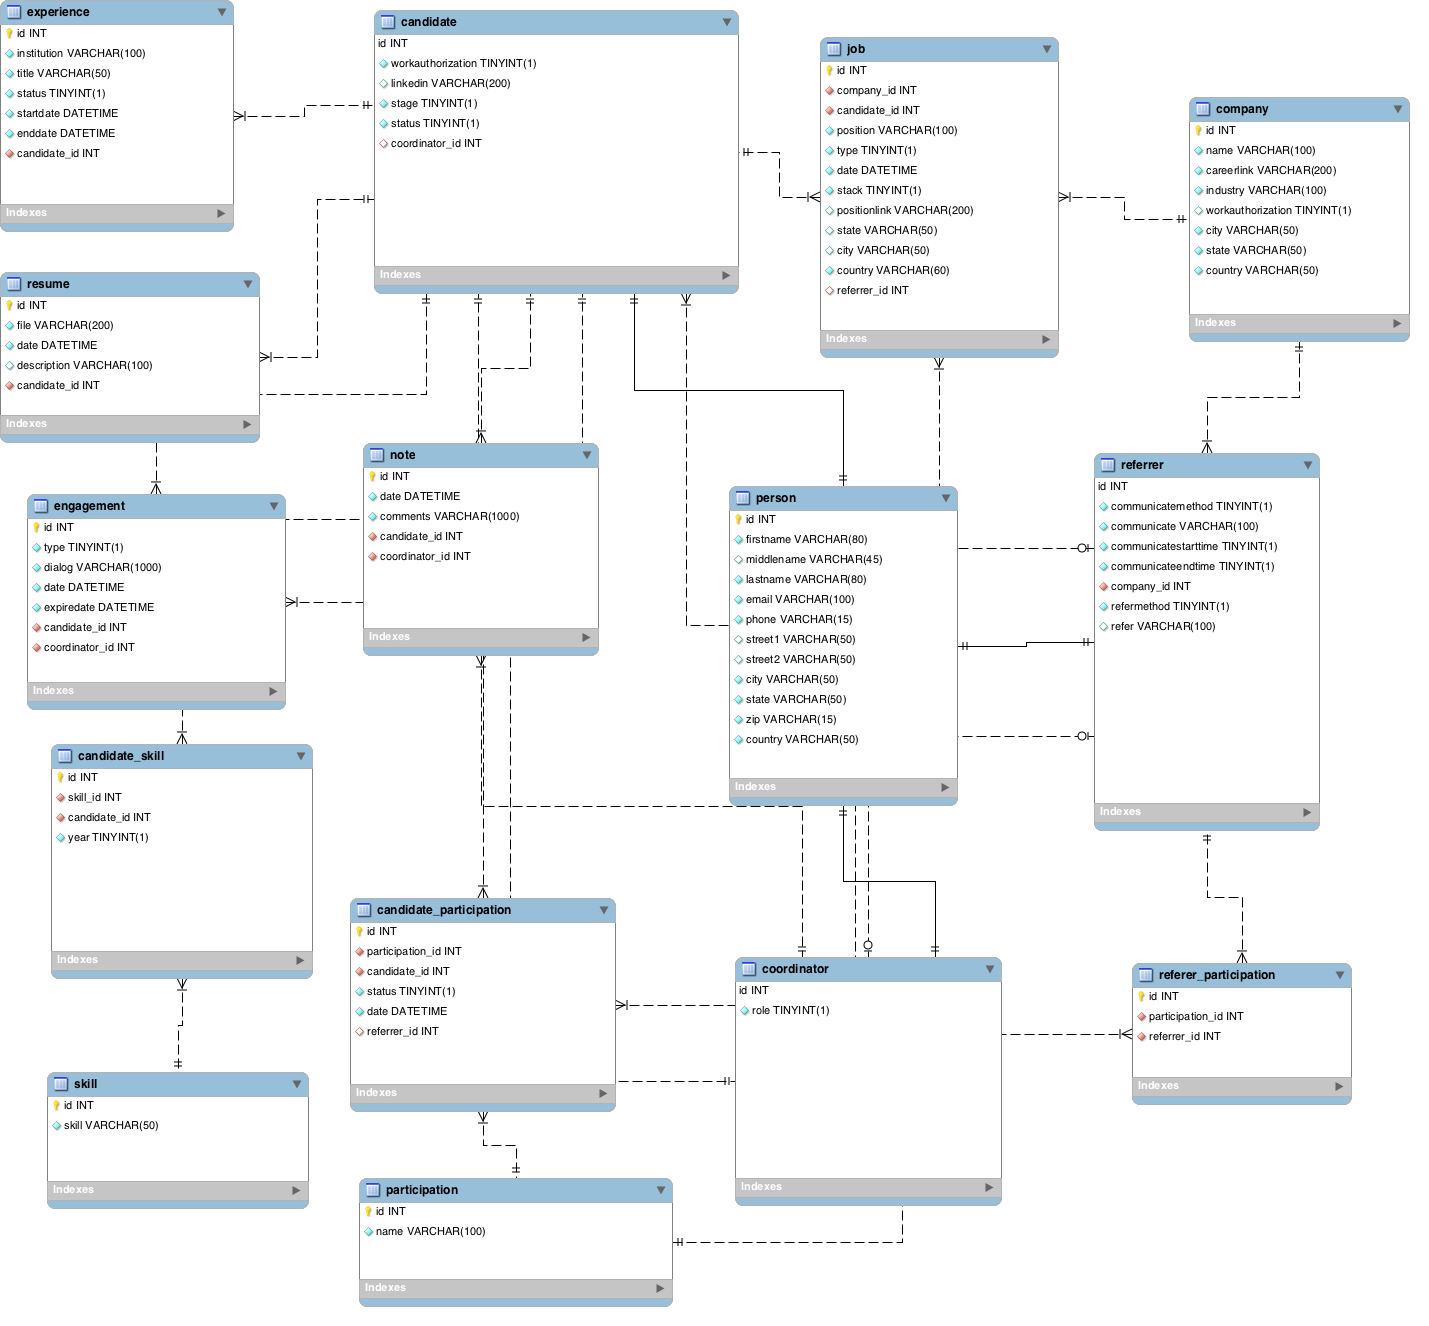 experience
id INT
institution VARCHAR(100)
title VARCHAR(50)
status TINYINT(1)
startdate DATETIME
enddate DATETIME
candidate_id INT
Indexes
candidate
id INT
workauthorization TINYINT(1)
linkedin VARCHAR(200)
stage TINYINT(1)
status TINYINT(1)
coordinator_id INT
Indexes
job
id INT
company_id INT
candidate_id INT
position VARCHAR(100)
type TINYINT(1)
date DATETIME
stack TINYINT(1)
positionlink VARCHAR(200)
state VARCHAR(50)
city VARCHAR(50)
country VARCHAR(60)
referrer_id INT
Indexes
company
id INT
name VARCHAR(100)
careerlink VARCHAR(200)
industry VARCHAR(100)
workauthorization TINYINT(1)
city VARCHAR(50)
state VARCHAR(50)
country VARCHAR(50)
Indexes
resume
id INT
file VARCHAR(200)
date DATETIME
description VARCHAR(100)
candidate_id INT
Indexes
note
id INT
date DATETIME
comments VARCHAR(1000)
candidate_id INT
coordinator_id INT
Indexes
person
id INT
firstname VARCHAR(80)
middlename VARCHAR(45)
lastname VARCHAR(80)
email VARCHAR(100)
phone VARCHAR(15)
street1 VARCHAR(50)
street2 VARCHAR(50)
city VARCHAR(50)
state VARCHAR(50)
zip VARCHAR(15)
country VARCHAR(50)
Indexes
referrer
id INT
communicatemethod TINYINT(1)
communicate VARCHAR(100)
communicatestarttime TINYINT(1)
communicateendtime TINYINT(1)
company_id INT
refermethod TINYINT(1)
refer VARCHAR(100)
Indexes
engagement
id INT
type TINYINT(1)
dialog VARCHAR(1000)
date DATETIME
expiredate DATETIME
candidate_id INT
coordinator_id INT
Indexes
candidate_skill
id INT
skill_id INT
candidate_id INT
year TINYINT(1)
Indexes
candidate_participation
id INT
participation_id INT
candidate_id INT
status TINYINT(1)
date DATETIME
referrer_id INT
Indexes
coordinator
id INT
role TINYINT(1)
Indexes
referer_participation
id INT
participation_id INT
referrer_id INT
Indexes
skill
id INT
skill VARCHAR(50)
Indexes
participation
id INT
name VARCHAR(100)
Indexes